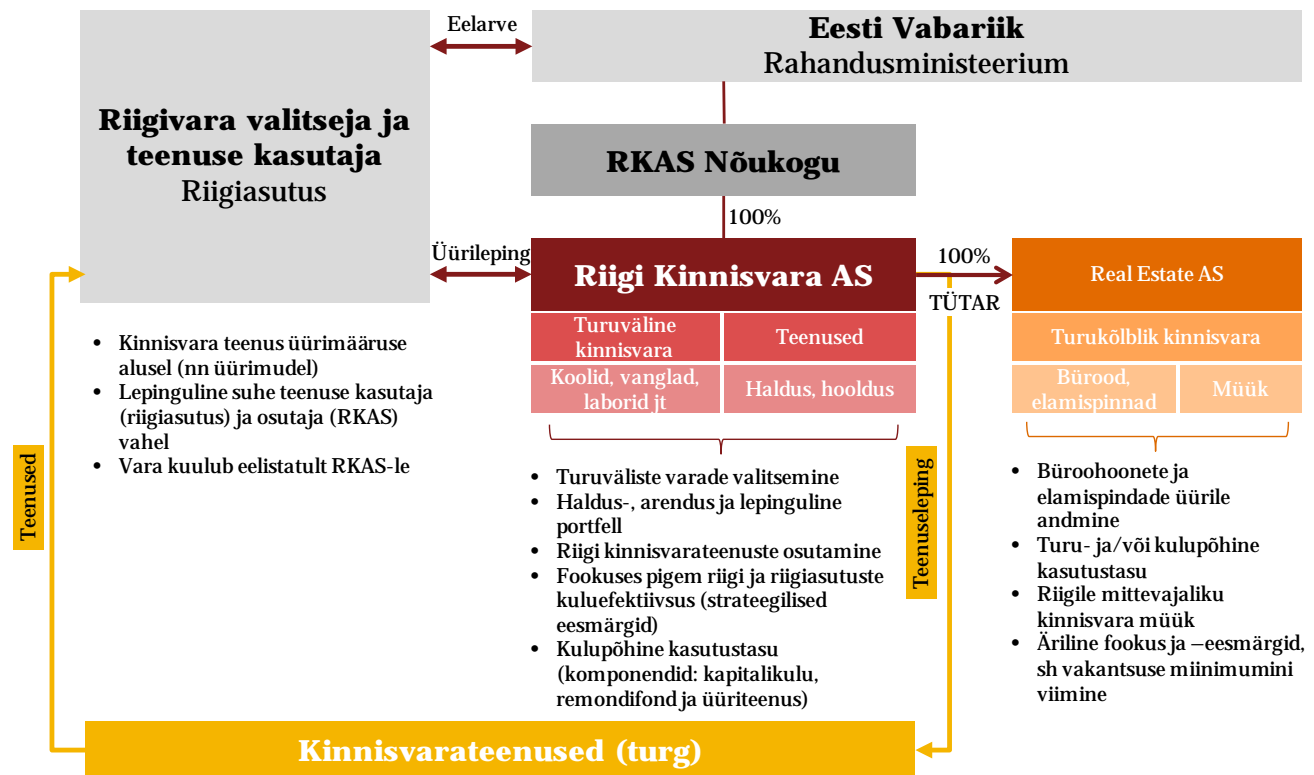 Eelarve
Eesti Vabariik
Rahandusministeerium
Riigivara valitseja ja
teenuse kasutaja
Riigiasutus
RKAS Nõukogu
100%
Üürileping
Riigi Kinnisvara AS
100%
TÜTAR
Real Estate AS
Turuväline
kinnisvara
Teenused
Koolid, vanglad,
laborid jt
Haldus, hooldus
Turukõlblik kinnisvara
Bürood,
elamispinnad
Müük
• Kinnisvara teenus üürimääruse
alusel (nn üürimudel)
• Lepinguline suhe teenuse kasutaja
(riigiasutus) ja osutaja (RKAS)
vahel
• Vara kuulub eelistatult RKAS-le
Teenused
• Turuväliste varade valitsemine
• Haldus-, arendus ja lepinguline
portfell
• Riigi kinnisvarateenuste osutamine
• Fookuses pigem riigi ja riigiasutuste
kuluefektiivsus (strateegilised
eesmärgid)
• Kulupõhine kasutustasu
(komponendid: kapitalikulu,
remondifond ja üüriteenus)
Teenuseleping
• Büroohoonete ja
elamispindade üürile
andmine
• Turu- ja/või kulupõhine
kasutustasu
• Riigile mittevajaliku
kinnisvara müük
• Äriline fookus ja –eesmärgid,
sh vakantsuse miinimumini
viimine
Kinnisvarateenused (turg)